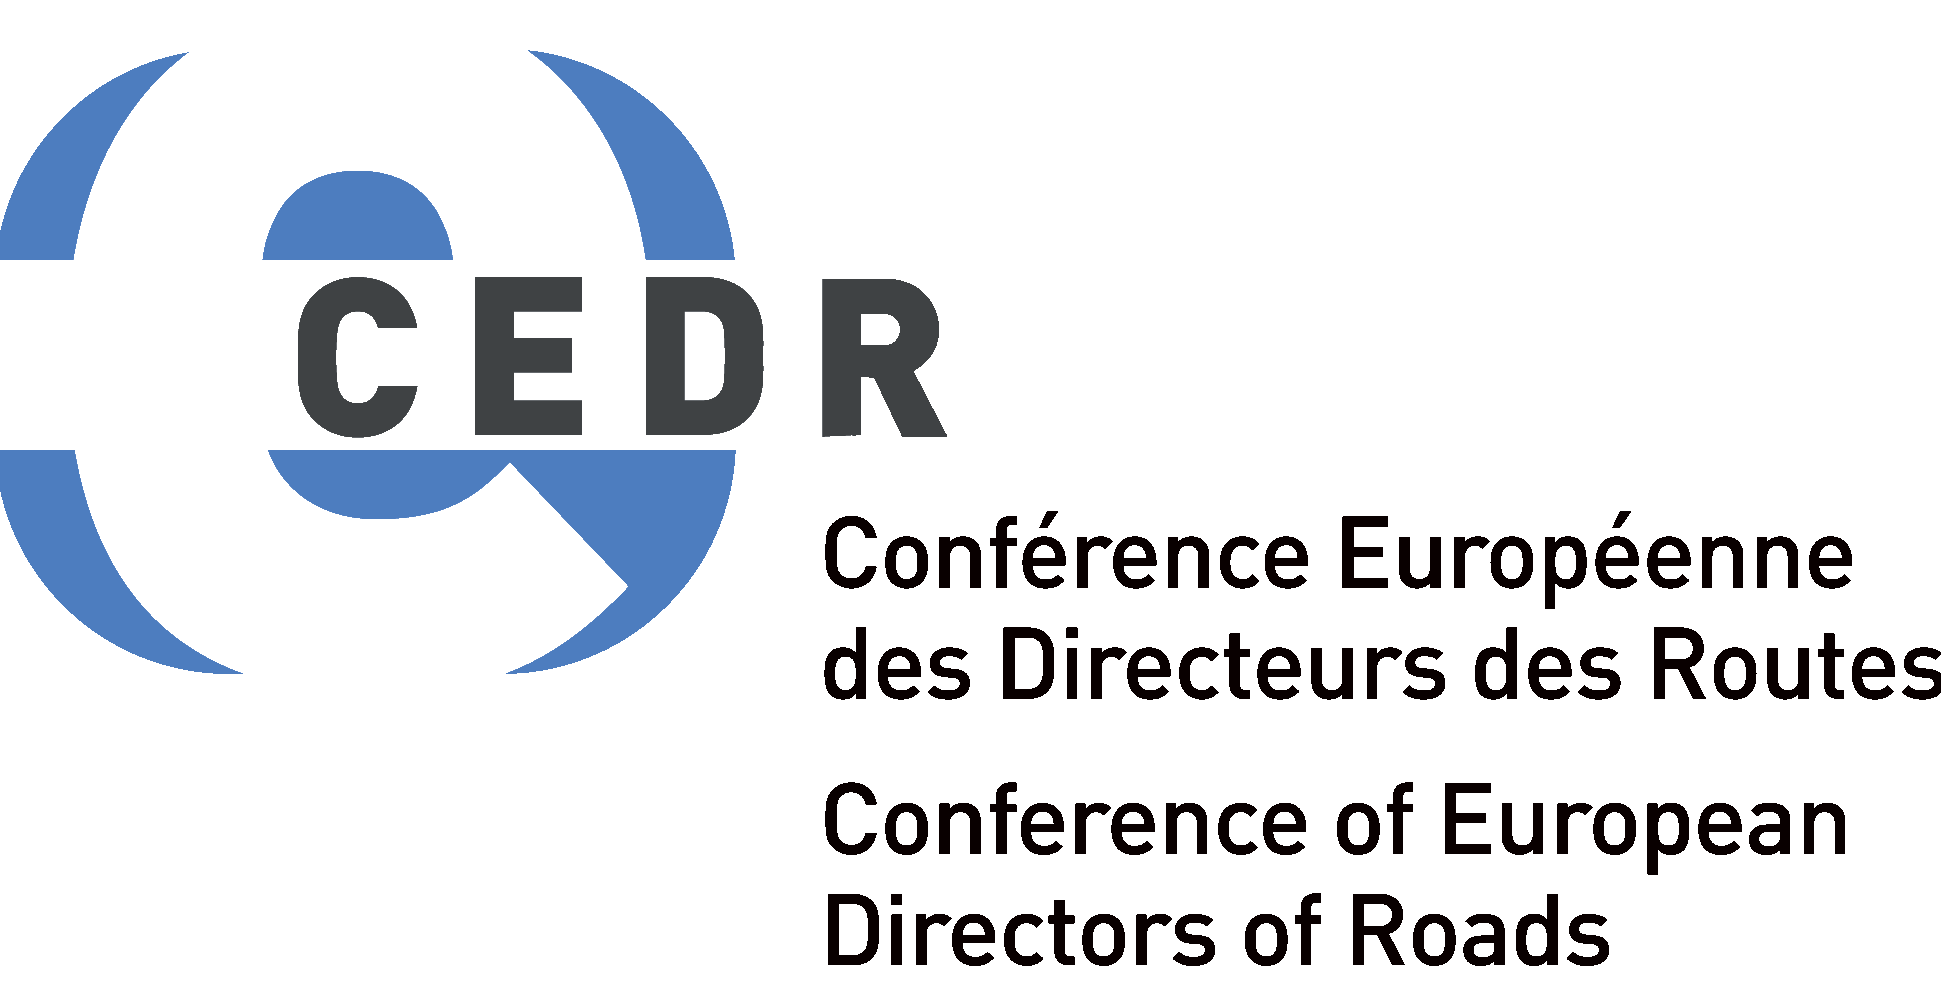 CEDR
Conférence Européenne
des Directeurs des Routes
Conference of European
Directors of Roads